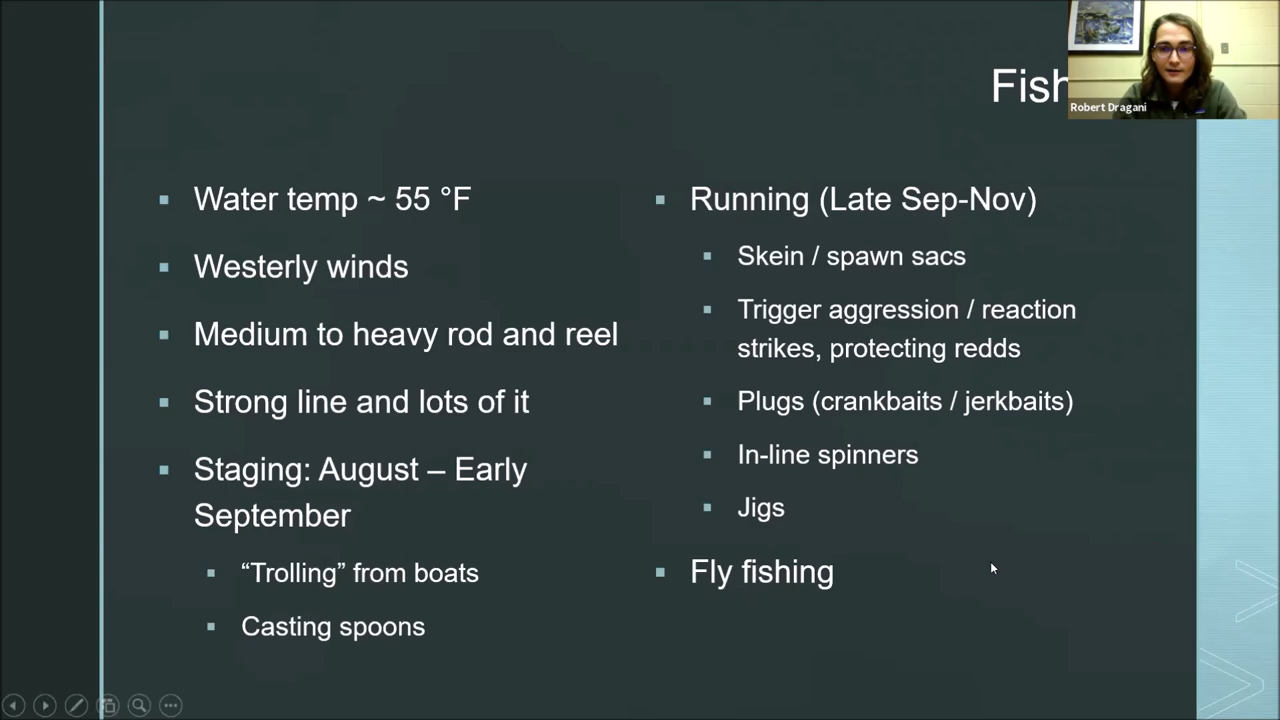 Fish
Robert Dragani
Water temp ~ 55 °F
Westerly winds
Medium to heavy rod and reel
Strong line and lots of it
Staging: August – Early
September
“Trolling” from boats
Casting spoons
Running (Late Sep-Nov)
Skein / spawn sacs
Trigger aggression / reaction
strikes, protecting redds
Plugs (crankbaits / jerkbaits)
In-line spinners
Jigs
Fly fishing